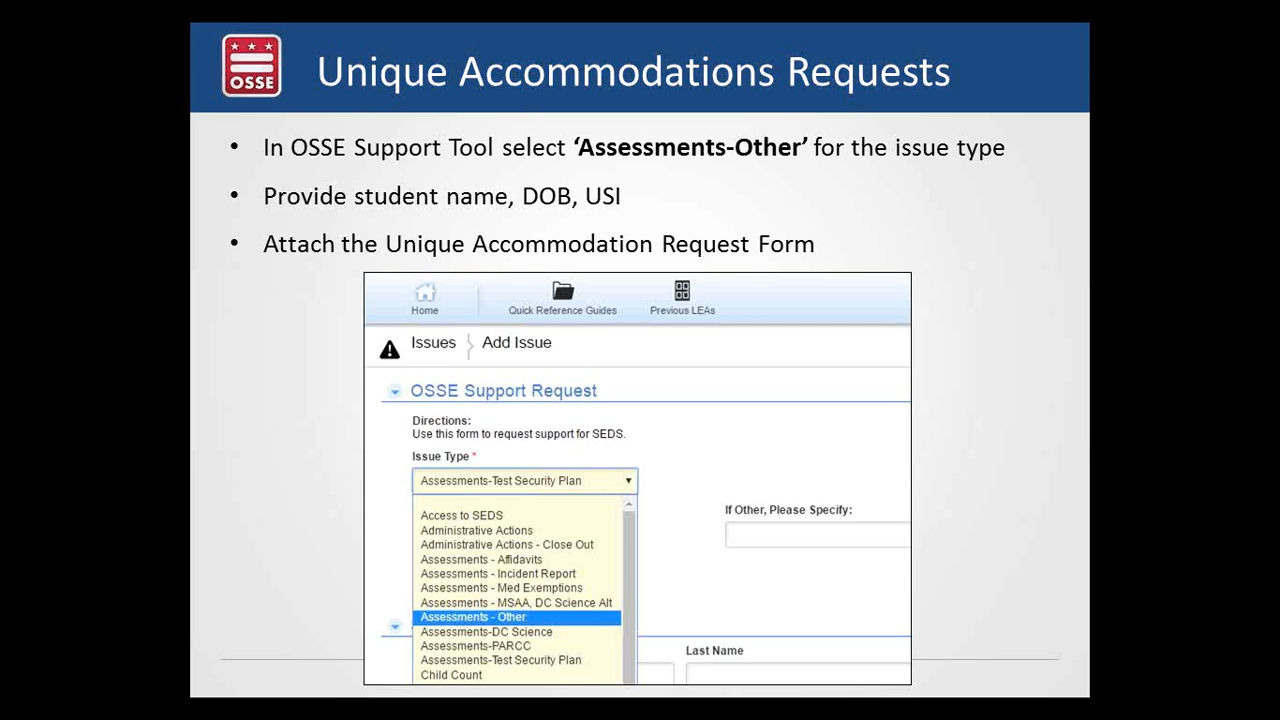 OSSE
Unique Accommodations Requests
• In OSSE Support Tool select ‘Assessments-Other’ for the issue type
• Provide student name, DOB, USI
• Attach the Unique Accommodation Request Form
Home
Quick Reference Guides
Previous LEAs
Issues
Add Issue
OSSE Support Request
Directions:
Use this form to request support for SEDS.
Issue Type *
Assessments-Test Security Plan
If Other, Please Specify:
Access to SEDS
Administrative Actions
Administrative Actions - Close Out
Assessments - Affidavits
Assessments - Incident Report
Assessments - Med Exemptions
Assessments - MSAA, DC Science Alt
Assessments - Other
Assessments-DC Science
Assessments-PARCC
Assessments-Test Security Plan
Child Count
Last Name